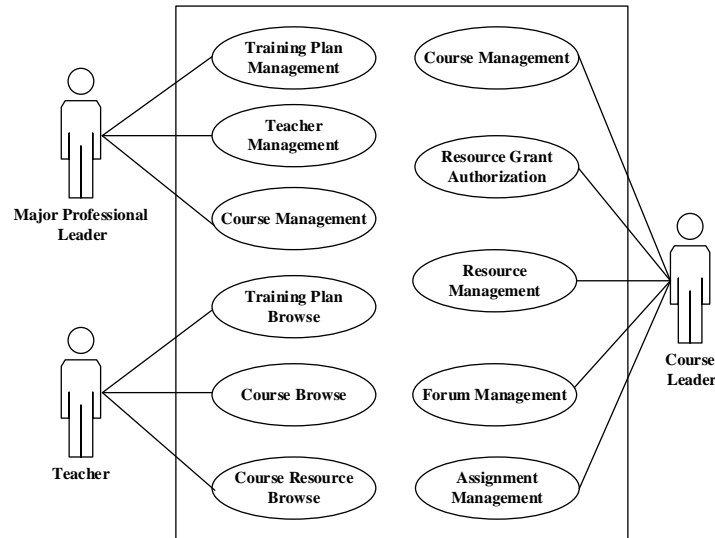 Training Plan
Management
Teacher
Management
Course Management
Major Professional
Leader
Training Plan
Browse
Course Browse
Course Resource
Browse
Teacher
Course Management
Resource Grant
Authorization
Resource
Management
Forum Management
Assignment
Management
Course
Leader